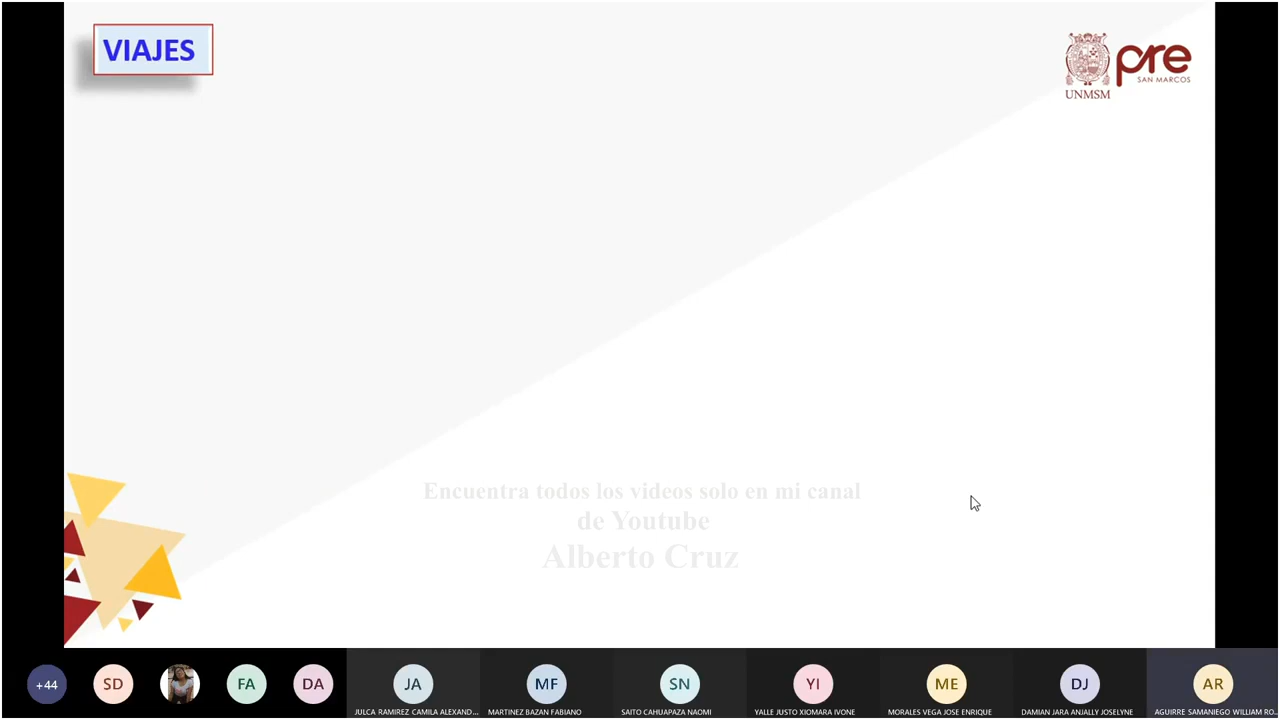 VIAJES
pre
SAN MARCOS
UNMSM
Encuentra todos los videos solo en mi canal
de Youtube
Alberto Cruz
+44
SD
FA
DA
JA
MF
SN
YI
ME
DJ
AR
JULCA RAMIREZ CAMILA ALEXAND...
MARTINEZ BAZAN FABIANO
SAITO CAHUAPAZA NAOMI
YALLE JUSTO XIOMARA IVONE
MORALES VEGA JOSE ENRIQUE
DAMIAN JARA ANJALLY JOSELYNE
AGUIRRE SAMANIEGO WILLIAM RO...